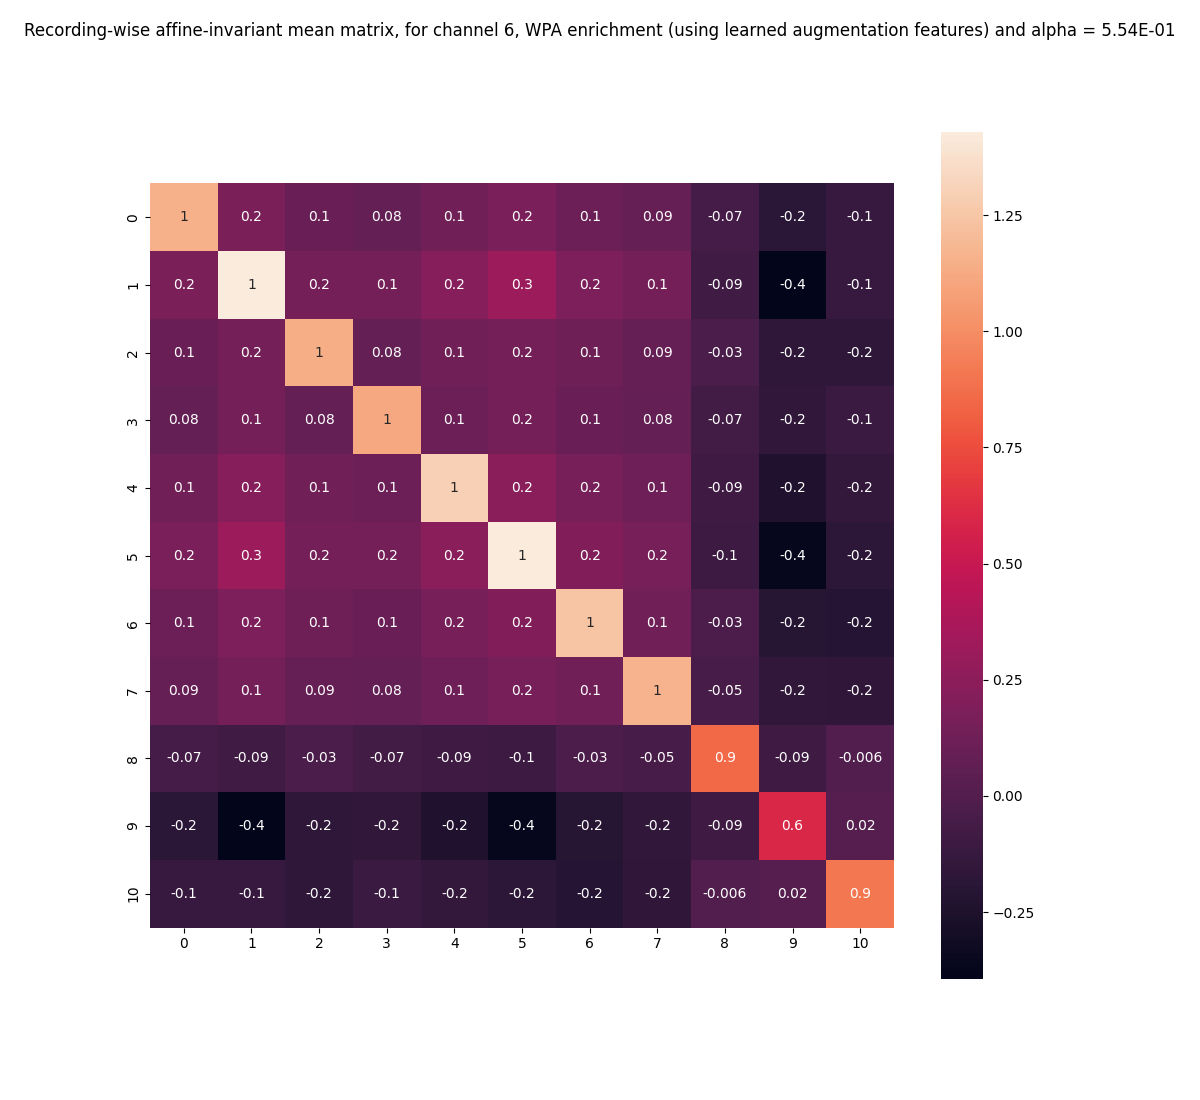 Recording-wise affine-invariant mean matrix, for channel 6, WPA enrichment (using learned augmentation features) and alpha = 5.54E-01
0 1 0.2 0.1 0.08 0.1 0.2 0.1 0.09 -0.07 -0.2 -0.1
1 0.2 1 0.2 0.1 0.2 0.3 0.2 0.1 -0.09 -0.4 -0.1
2 0.1 0.2 1 0.08 0.1 0.2 0.1 0.09 -0.03 -0.2 -0.2
3 0.08 0.1 0.08 1 0.1 0.2 0.1 0.08 -0.07 -0.2 -0.1
4 0.1 0.2 0.1 0.1 1 0.2 0.2 0.1 -0.09 -0.2 -0.2
5 0.2 0.3 0.2 0.2 0.2 1 0.2 0.2 -0.1 -0.4 -0.2
6 0.1 0.2 0.1 0.1 0.2 0.2 1 0.1 -0.03 -0.2 -0.2
7 0.09 0.1 0.09 0.08 0.1 0.2 0.1 1 -0.05 -0.2 -0.2
8 -0.07 -0.09 -0.03 -0.07 -0.09 -0.1 -0.03 -0.05 0.9 -0.09 -0.006
9 -0.2 -0.4 -0.2 -0.2 -0.2 -0.4 -0.2 -0.2 -0.09 0.6 0.02
10 -0.1 -0.1 -0.2 -0.1 -0.2 -0.2 -0.2 -0.2 -0.006 0.02 0.9
0 1 2 3 4 5 6 7 8 9 10
1.25
1.00
0.75
0.50
0.25
0.00
−0.25